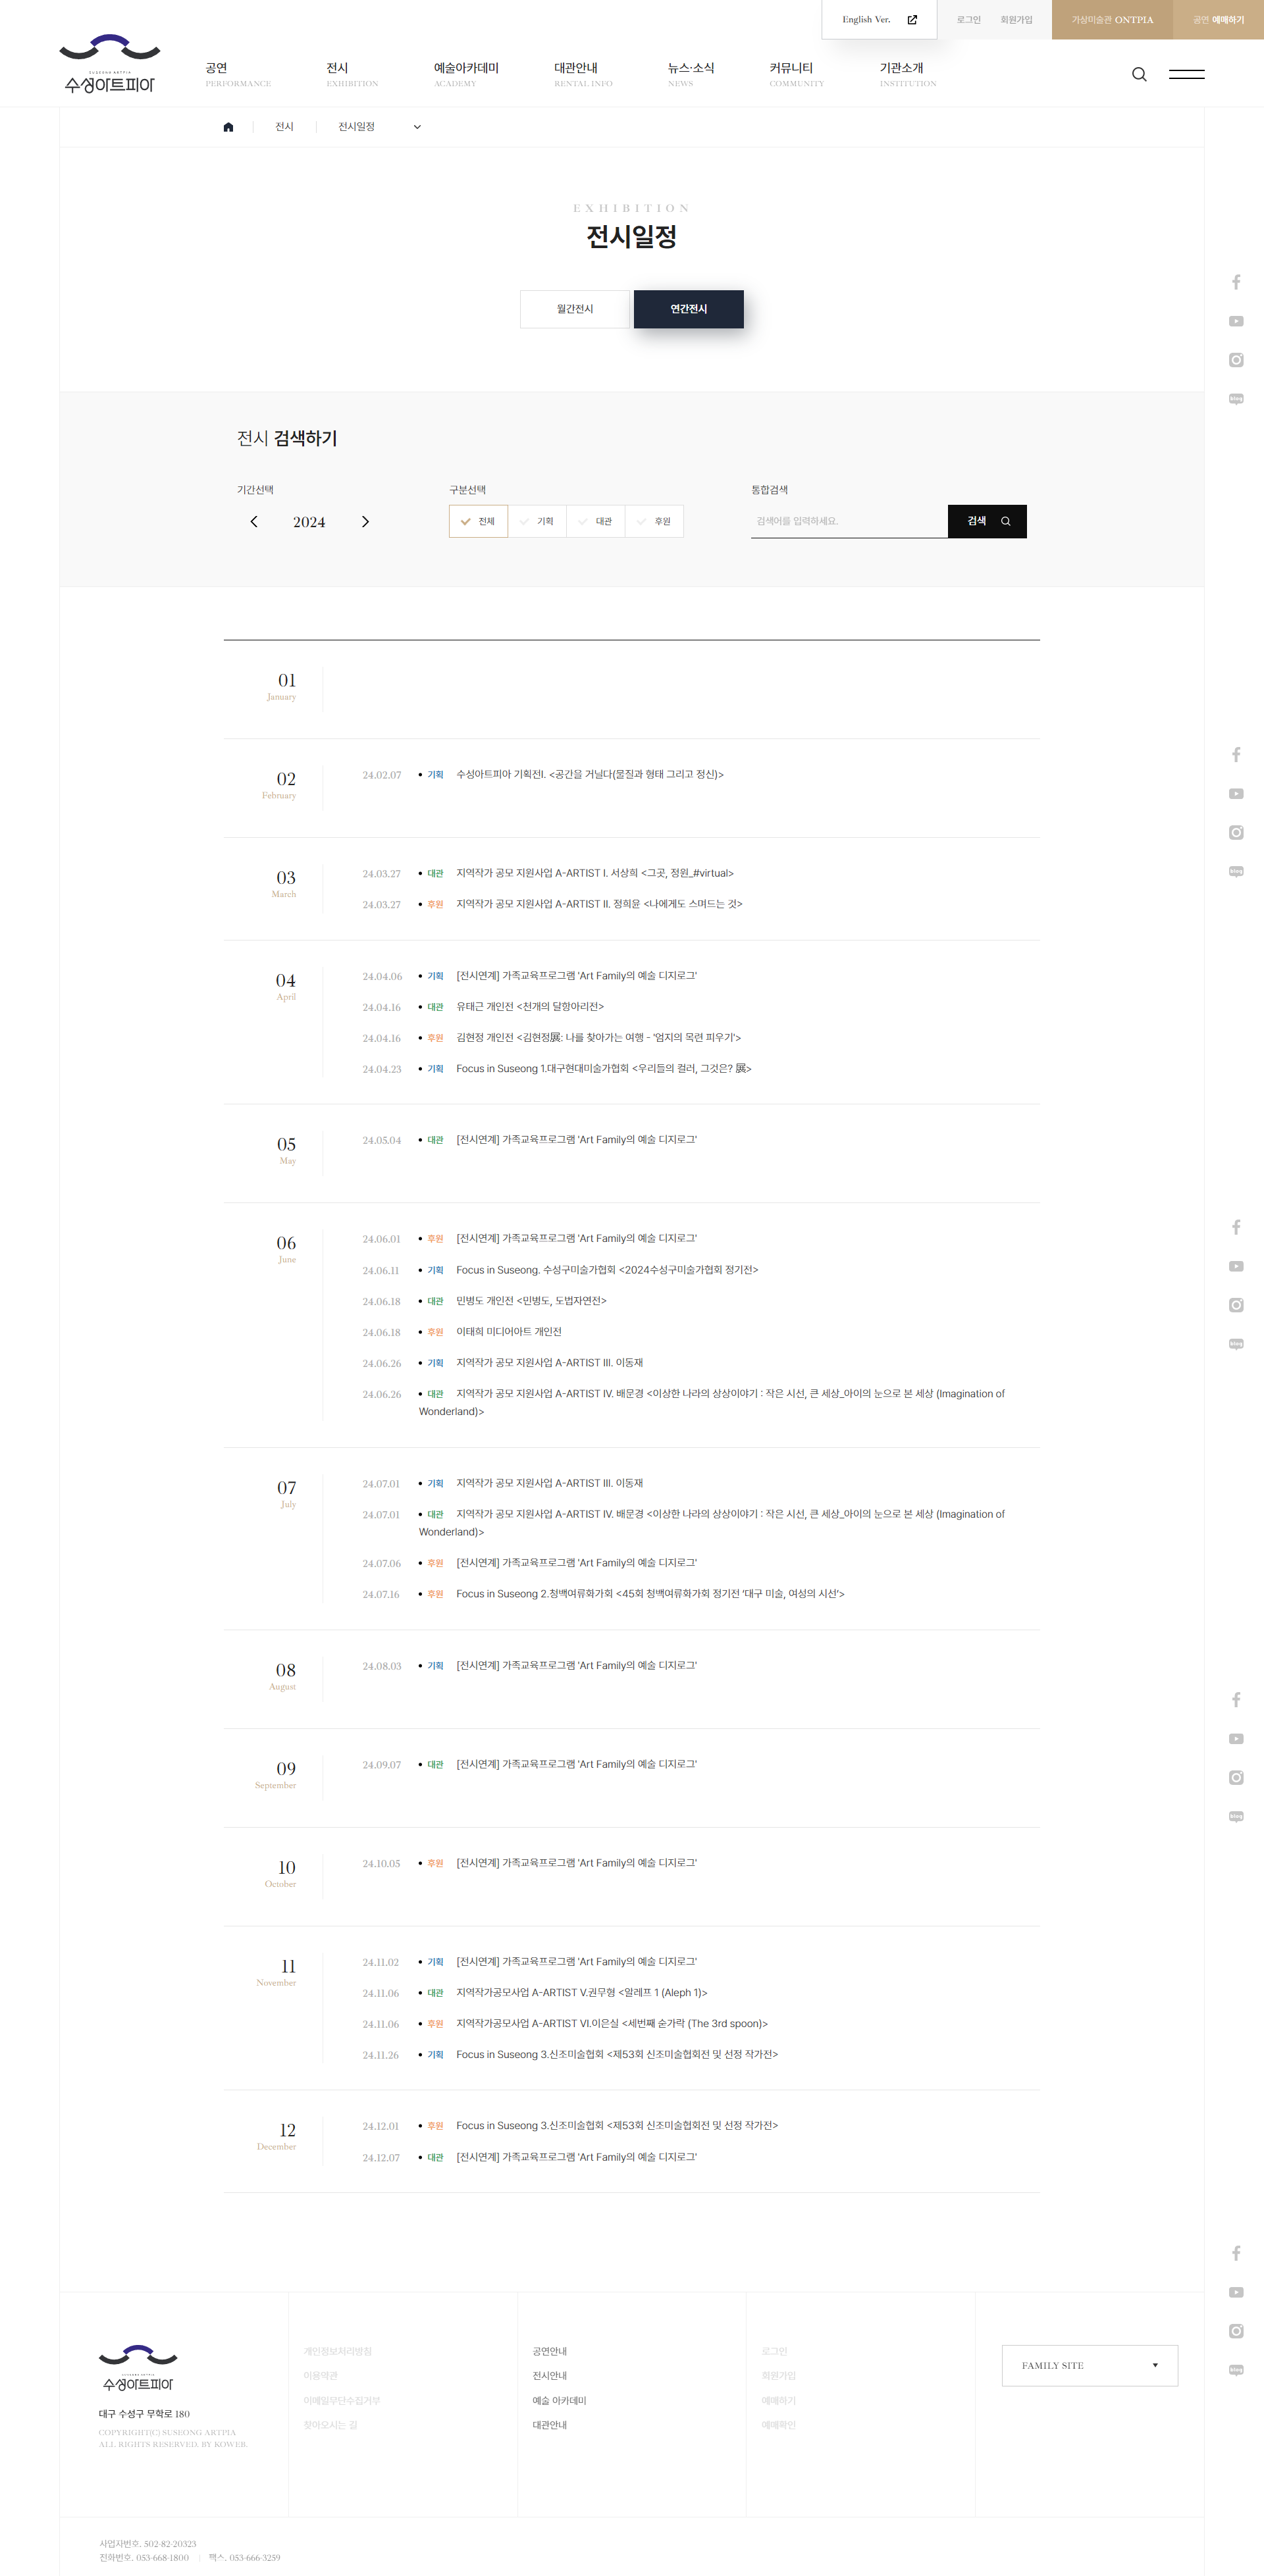 English Ver.
로그인
회원가입
가상미술관 ONTPIA
공연 예매하기
SUSEONG ARTPIA
수성아트피아
공연
PERFORMANCE
전시
EXHIBITION
예술아카데미
ACADEMY
대관안내
RENTAL INFO
뉴스·소식
NEWS
커뮤니티
COMMUNITY
기관소개
INSTITUTION
전시
전시일정
EXHIBITION
전시일정
월간전시
연간전시
전시 검색하기
기간선택
2024
구분선택
전체
기획
대관
후원
통합검색
검색어를 입력하세요.
검색
01
January
02
February
24.02.07 기획 수성아트피아 기획전Ⅰ. <공간을 거닐다(물질과 형태 그리고 정신)>
03
March
24.03.27 대관 지역작가 공모 지원사업 A-ARTIST I. 서상희 <그곳, 정원_#virtual>
24.03.27 후원 지역작가 공모 지원사업 A-ARTIST II. 정희윤 <나에게도 스며드는 것>
04
April
24.04.06 기획 [전시연계] 가족교육프로그램 'Art Family의 예술 디지로그'
24.04.16 대관 유태근 개인전 <천개의 달항아리전>
24.04.16 후원 김현정 개인전 <김현정展: 나를 찾아가는 여행 - '엄지의 목련 피우기'>
24.04.23 기획 Focus in Suseong 1.대구현대미술가협회 <우리들의 컬러, 그것은? 展>
05
May
24.05.04 대관 [전시연계] 가족교육프로그램 'Art Family의 예술 디지로그'
06
June
24.06.01 후원 [전시연계] 가족교육프로그램 'Art Family의 예술 디지로그'
24.06.11 기획 Focus in Suseong. 수성구미술가협회 <2024수성구미술가협회 정기전>
24.06.18 대관 민병도 개인전 <민병도, 도법자연전>
24.06.18 후원 이태희 미디어아트 개인전
24.06.26 기획 지역작가 공모 지원사업 A-ARTIST III. 이동재
24.06.26 대관 지역작가 공모 지원사업 A-ARTIST IV. 배문경 <이상한 나라의 상상이야기 : 작은 시선, 큰 세상_아이의 눈으로 본 세상 (Imagination of
Wonderland)>
07
July
24.07.01 기획 지역작가 공모 지원사업 A-ARTIST III. 이동재
24.07.01 대관 지역작가 공모 지원사업 A-ARTIST IV. 배문경 <이상한 나라의 상상이야기 : 작은 시선, 큰 세상_아이의 눈으로 본 세상 (Imagination of
Wonderland)>
24.07.06 후원 [전시연계] 가족교육프로그램 'Art Family의 예술 디지로그'
24.07.16 후원 Focus in Suseong 2.청백여류화가회 <45회 청백여류화가회 정기전 '대구 미술, 여성의 시선'>
08
August
24.08.03 기획 [전시연계] 가족교육프로그램 'Art Family의 예술 디지로그'
09
September
24.09.07 대관 [전시연계] 가족교육프로그램 'Art Family의 예술 디지로그'
10
October
24.10.05 후원 [전시연계] 가족교육프로그램 'Art Family의 예술 디지로그'
11
November
24.11.02 기획 [전시연계] 가족교육프로그램 'Art Family의 예술 디지로그'
24.11.06 대관 지역작가공모사업 A-ARTIST V.권무형 <알레프 1 (Aleph 1)>
24.11.06 후원 지역작가공모사업 A-ARTIST VI.이은실 <세번째 숟가락 (The 3rd spoon)>
24.11.26 기획 Focus in Suseong 3.신조미술협회 <제53회 신조미술협회전 및 선정 작가전>
12
December
24.12.01 후원 Focus in Suseong 3.신조미술협회 <제53회 신조미술협회전 및 선정 작가전>
24.12.07 대관 [전시연계] 가족교육프로그램 'Art Family의 예술 디지로그'
blog
blog
blog
blog
blog
수성아트피아
대구 수성구 무학로 180
COPYRIGHT(C) SUSEONG ARTPIA
ALL RIGHTS RESERVED. BY KOWEB.
개인정보처리방침
이용약관
이메일무단수집거부
찾아오시는 길
공연안내
전시안내
예술 아카데미
대관안내
로그인
회원가입
예매하기
예매확인
FAMILY SITE
사업자번호. 502-82-20323
전화번호. 053-668-1800 | 팩스. 053-666-3259